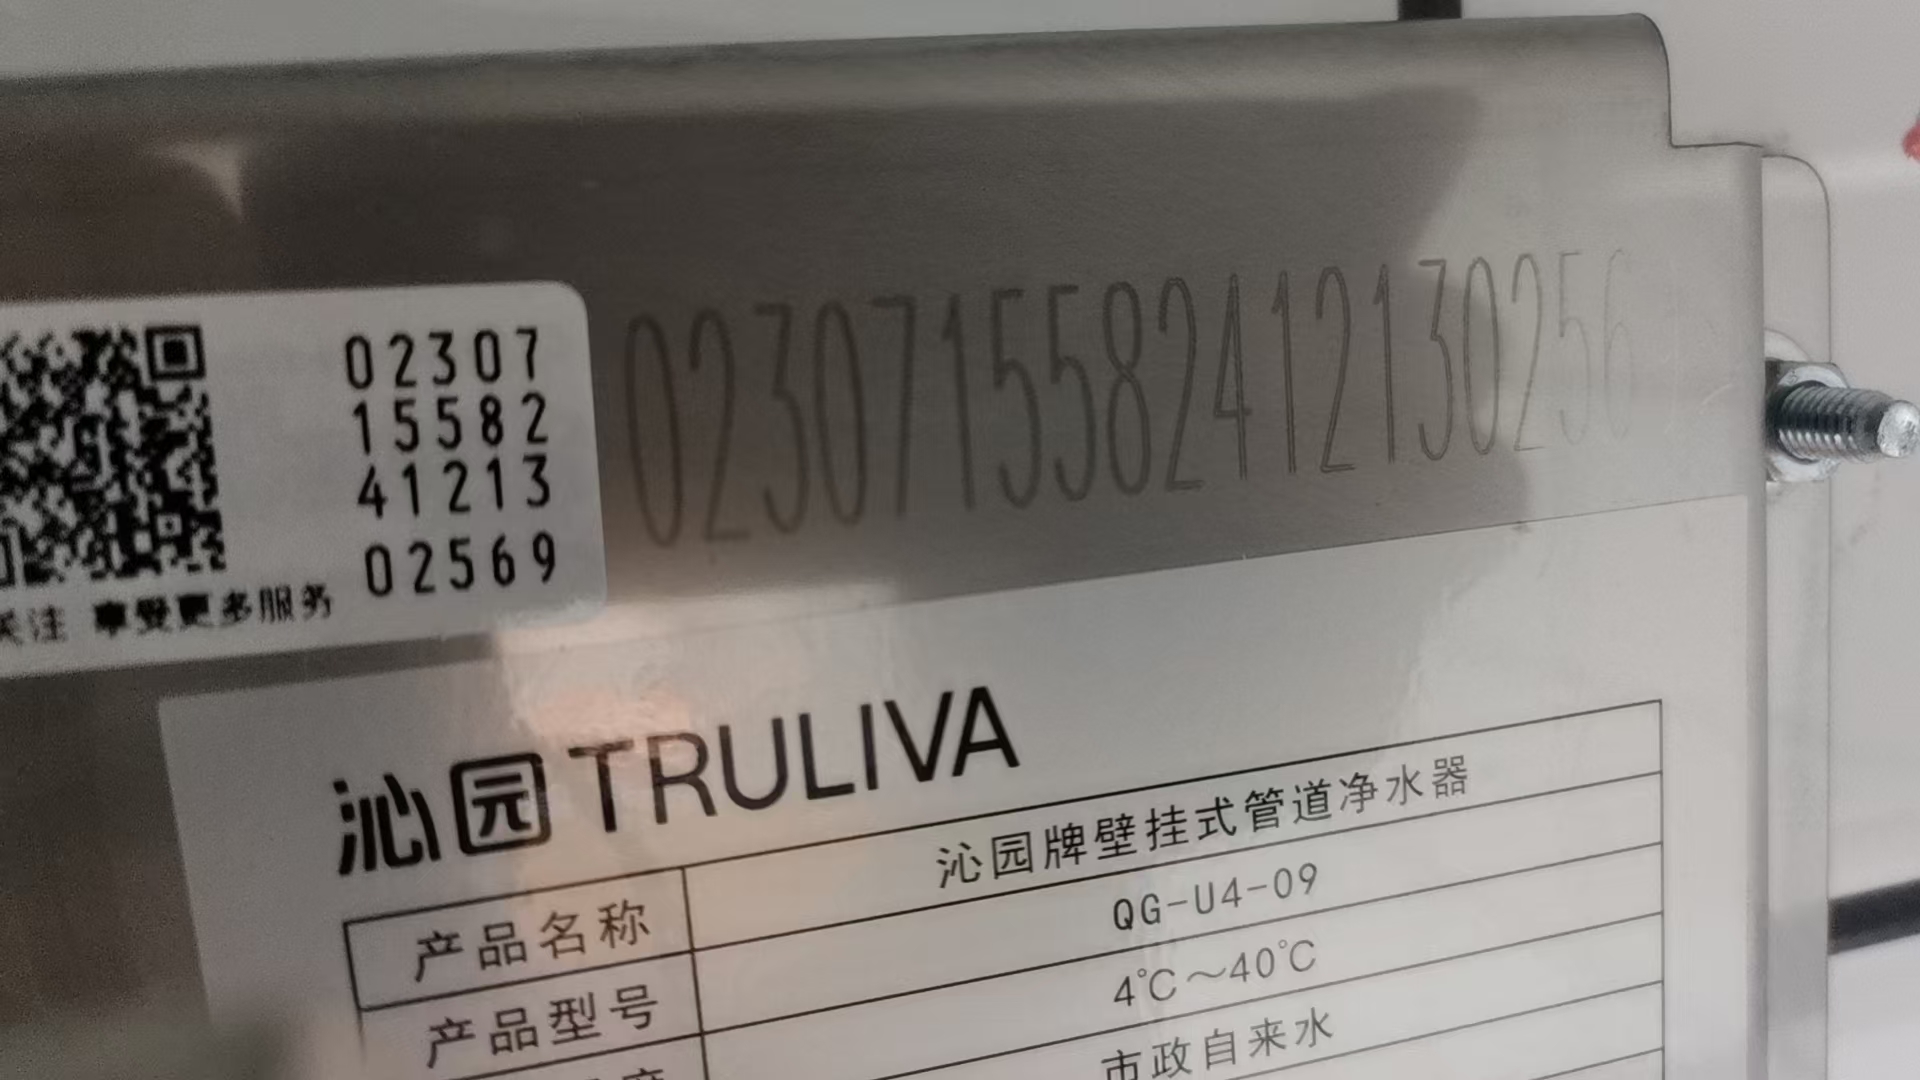 02307
15582
41213
02569
关注 享受更多服务
0230715582412130256
沁园 TRULIVA
产品名称 沁园牌壁挂式管道净水器
产品型号 QG-U4-09
4℃～40℃
市政自来水